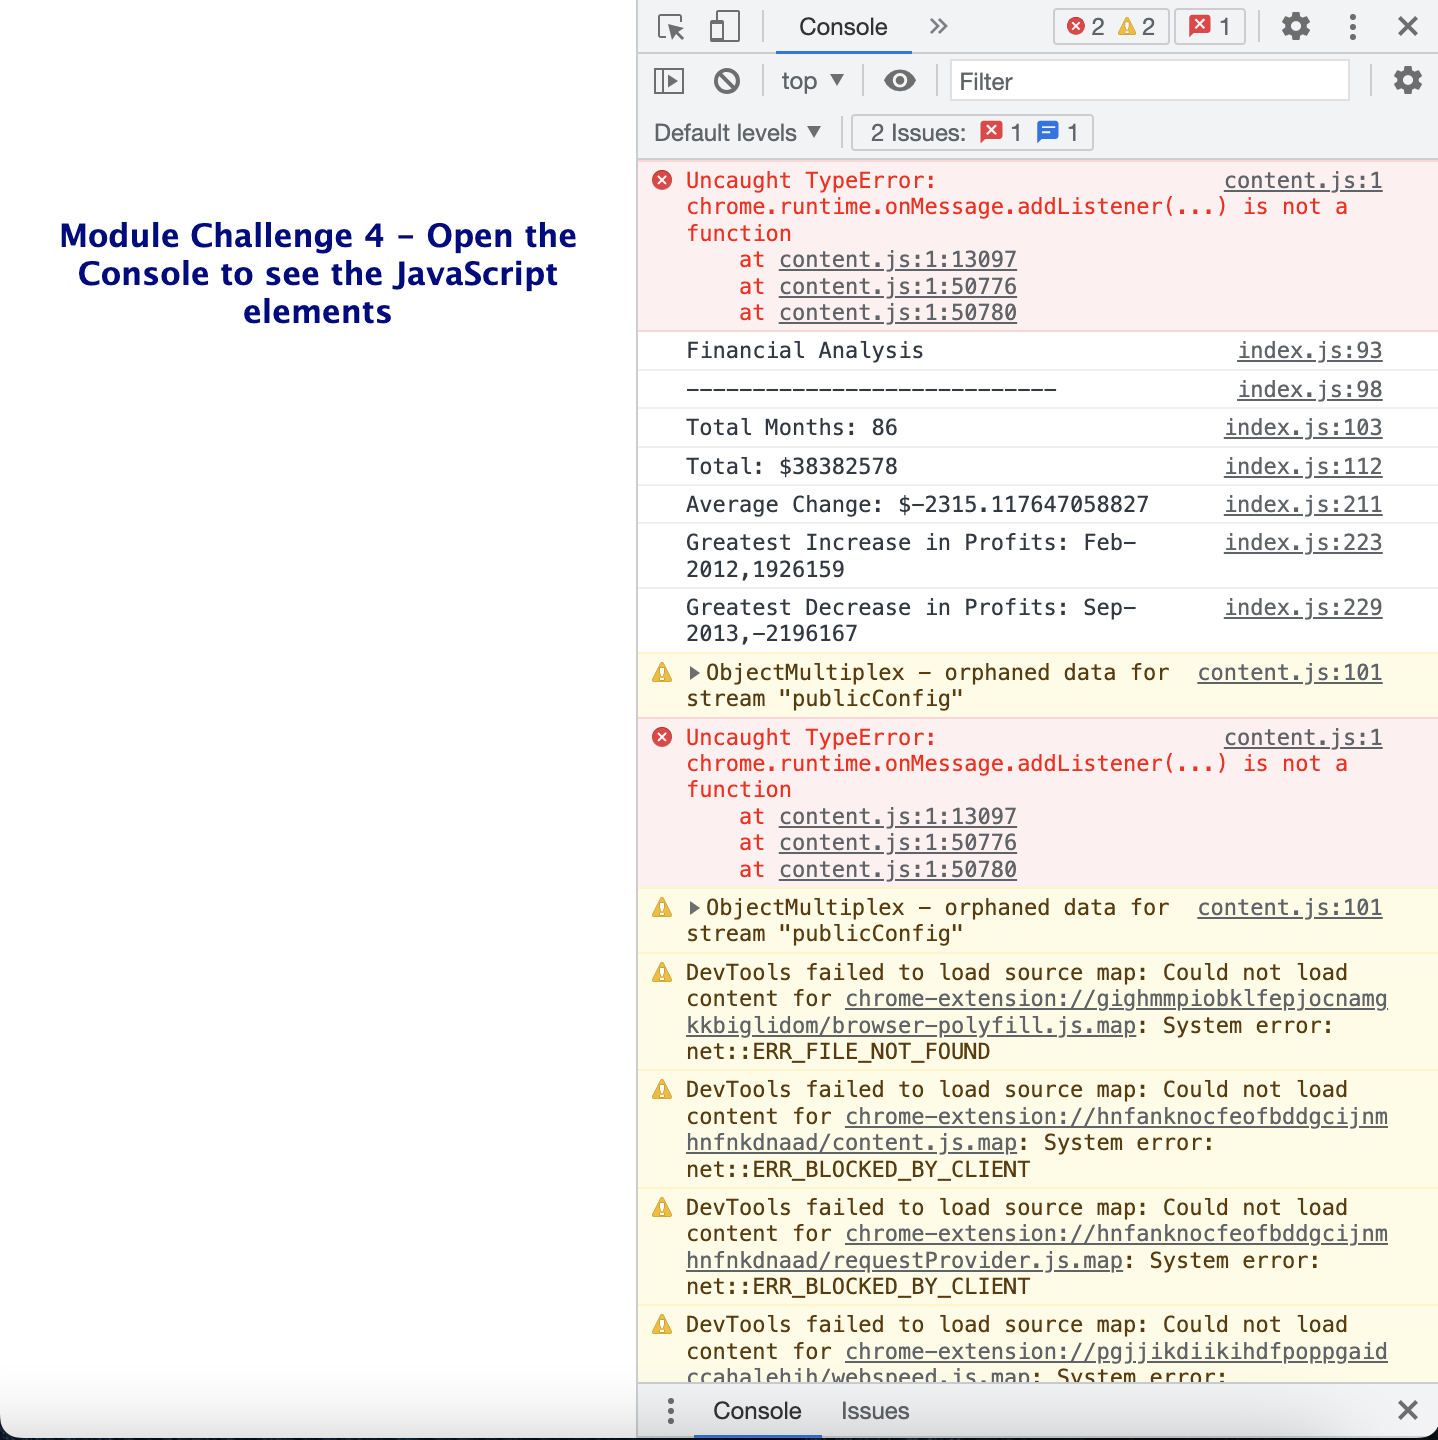 Module Challenge 4 – Open the
Console to see the JavaScript
elements
Console
2 2
1
top
Filter
Default levels
2 Issues: 1 1
Uncaught TypeError: content.js:1
chrome.runtime.onMessage.addListener(...) is not a
function
at content.js:1:13097
at content.js:1:50776
at content.js:1:50780
Financial Analysis index.js:93
---------------------------- index.js:98
Total Months: 86 index.js:103
Total: $38382578 index.js:112
Average Change: $-2315.117647058827 index.js:211
Greatest Increase in Profits: Feb- index.js:223
2012,1926159
Greatest Decrease in Profits: Sep- index.js:229
2013,-2196167
ObjectMultiplex - orphaned data for content.js:101
stream "publicConfig"
Uncaught TypeError: content.js:1
chrome.runtime.onMessage.addListener(...) is not a
function
at content.js:1:13097
at content.js:1:50776
at content.js:1:50780
ObjectMultiplex - orphaned data for content.js:101
stream "publicConfig"
DevTools failed to load source map: Could not load
content for chrome-extension://gighmmpiobklfepjocnamg
kkbiglidom/browser-polyfill.js.map: System error:
net::ERR_FILE_NOT_FOUND
DevTools failed to load source map: Could not load
content for chrome-extension://hnfanknocfeofbddgcijnm
hnfnkdnaad/content.js.map: System error:
net::ERR_BLOCKED_BY_CLIENT
DevTools failed to load source map: Could not load
content for chrome-extension://hnfanknocfeofbddgcijnm
hnfnkdnaad/requestProvider.js.map: System error:
net::ERR_BLOCKED_BY_CLIENT
DevTools failed to load source map: Could not load
content for chrome-extension://pgjjikdiikihdfpoppgaid
ccahalehjh/webspeed.js.map: System error:
Console Issues